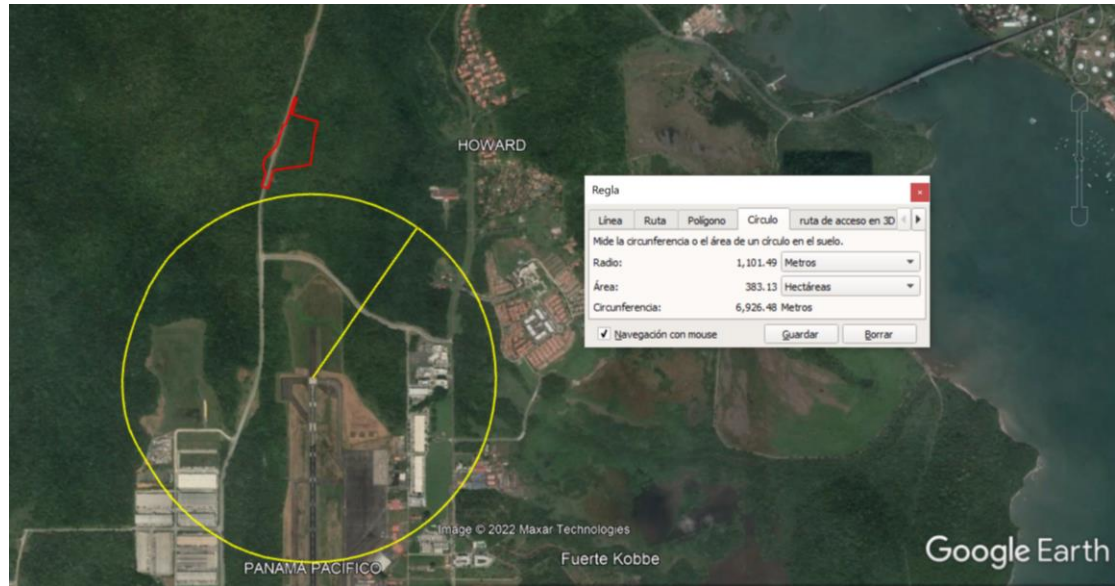 HOWARD
Regla
Línea Ruta Polígono Círculo ruta de acceso en 3D
Mide la circunferencia o el área de un círculo en el suelo.
Radio: 1,101.49 Metros
Área: 383.13 Hectáreas
Circunferencia: 6,926.48 Metros
Navegación con mouse Guardar Borrar
Image © 2022 Maxar Technologies
Fuerte Kobbe
PANAMÁ PACIFICO
Google Earth